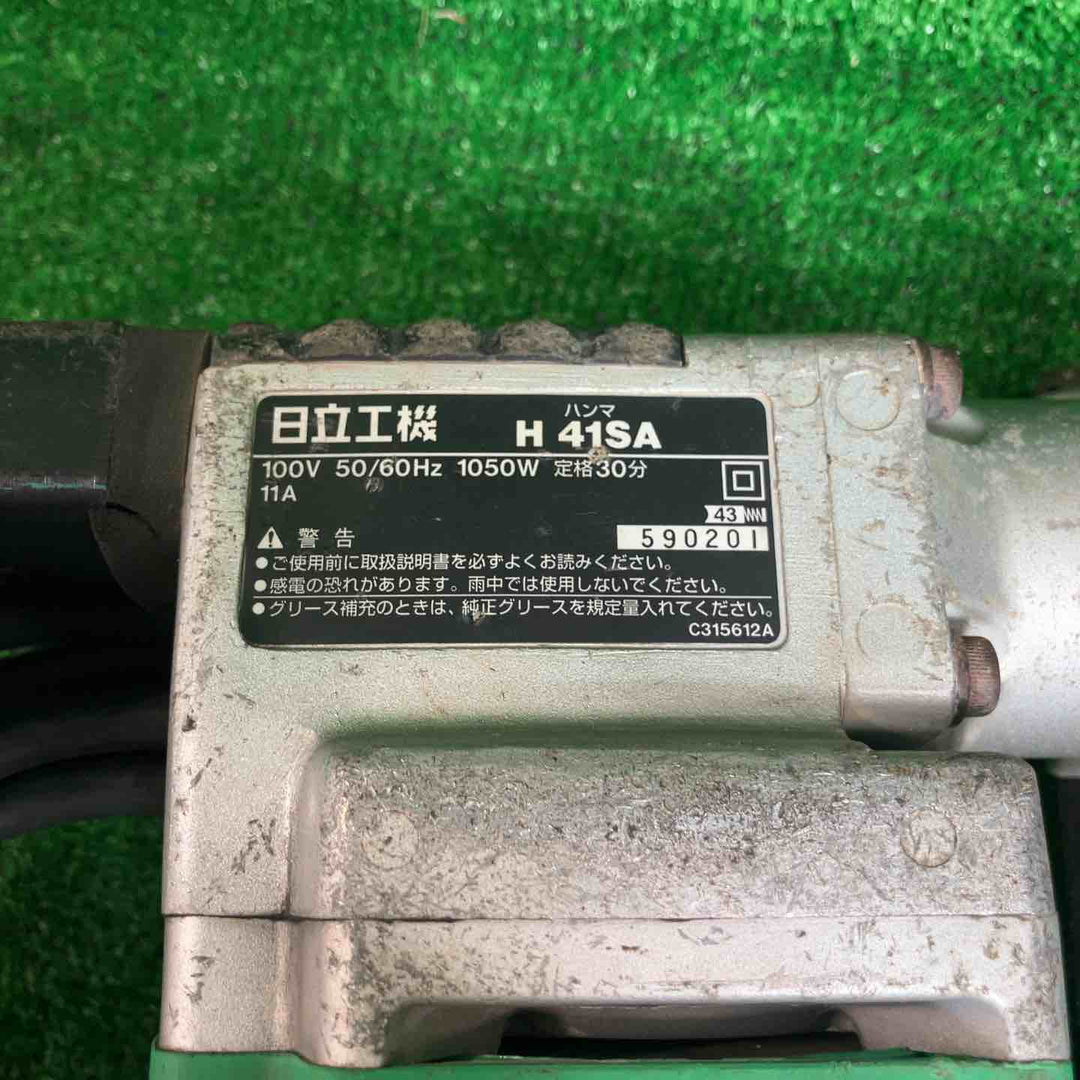 日立工機 ハンマ H 41SA
100V 50/60Hz 1050W 定格30分
11A
43
警告 590201
●ご使用前に取扱説明書を必ずよくお読みください。
●感電の恐れがあります。雨中では使用しないでください。
●グリース補充のときは、純正グリースを規定量入れてください。
C315612A